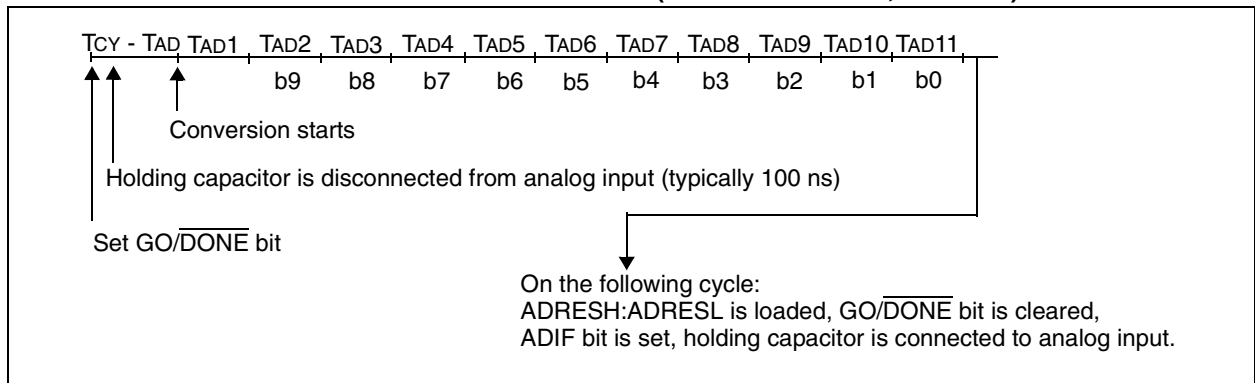 TCY - TAD TAD1 TAD2 TAD3 TAD4 TAD5 TAD6 TAD7 TAD8 TAD9 TAD10 TAD11
b9 b8 b7 b6 b5 b4 b3 b2 b1 b0
Conversion starts
Holding capacitor is disconnected from analog input (typically 100 ns)
Set GO/DONE bit
On the following cycle:
ADRESH:ADRESL is loaded, GO/DONE bit is cleared,
ADIF bit is set, holding capacitor is connected to analog input.